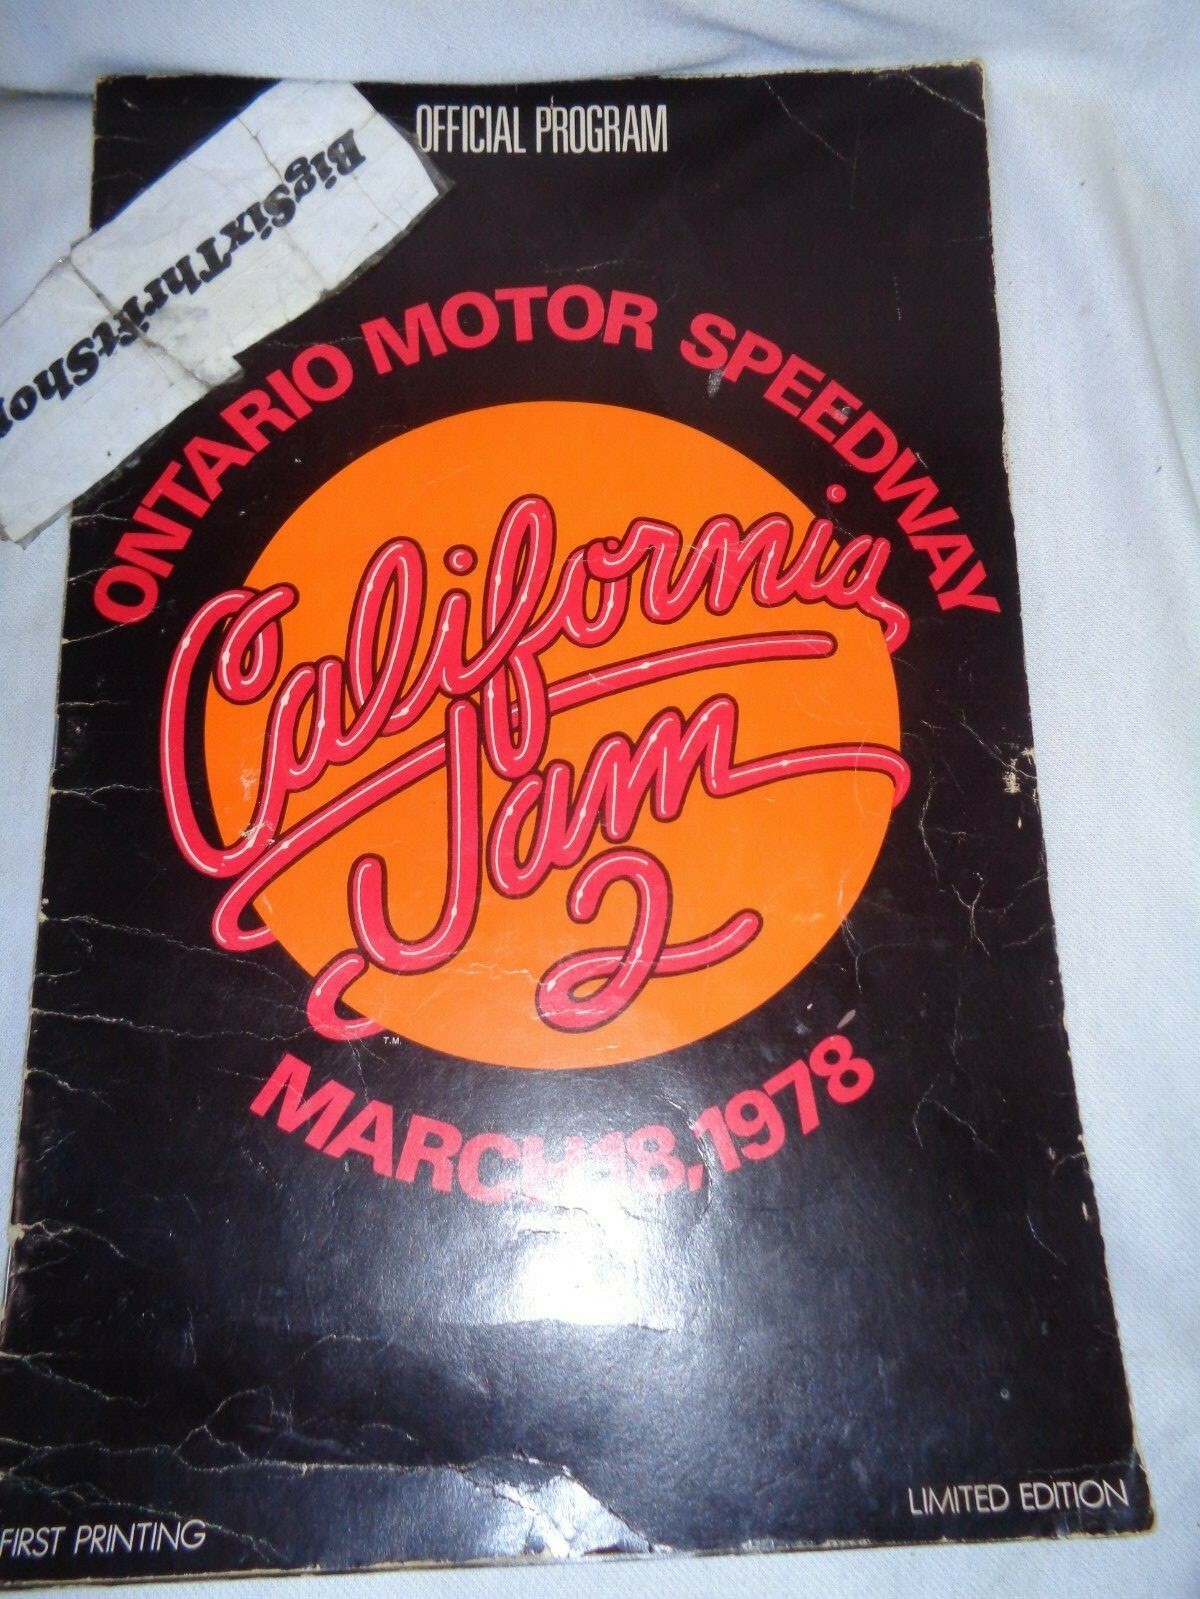 OFFICIAL PROGRAM
BigSixThriftShop
ONTARIO MOTOR SPEEDWAY
California
Jam
2
T.M.
MARCH 18, 1978
FIRST PRINTING
LIMITED EDITION